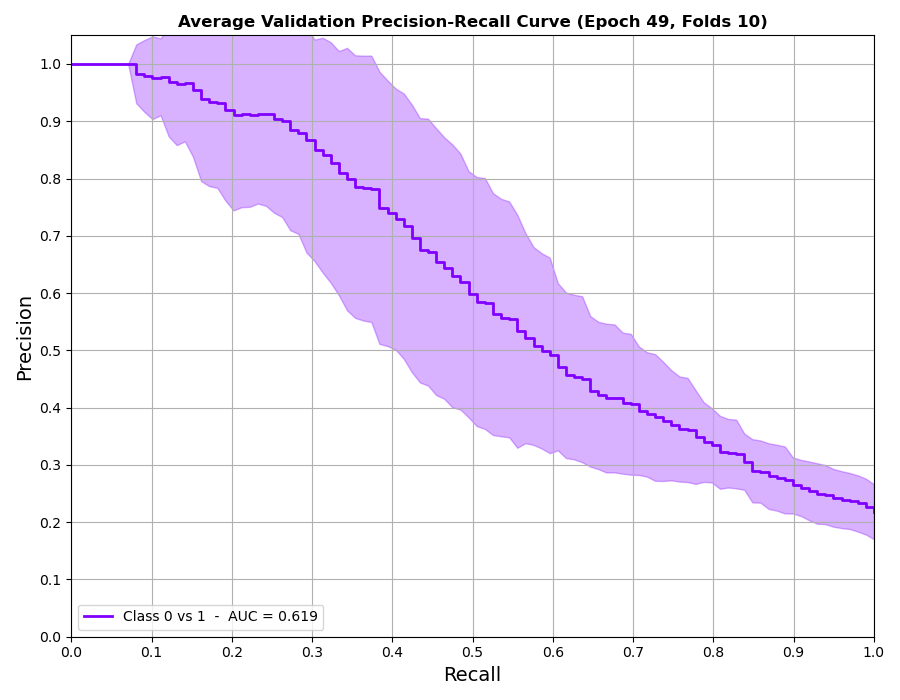 Average Validation Precision-Recall Curve (Epoch 49, Folds 10)
Precision
1.0
0.9
0.8
0.7
0.6
0.5
0.4
0.3
0.2
0.1
0.0
Class 0 vs 1 - AUC = 0.619
0.0 0.1 0.2 0.3 0.4 0.5 0.6 0.7 0.8 0.9 1.0
Recall